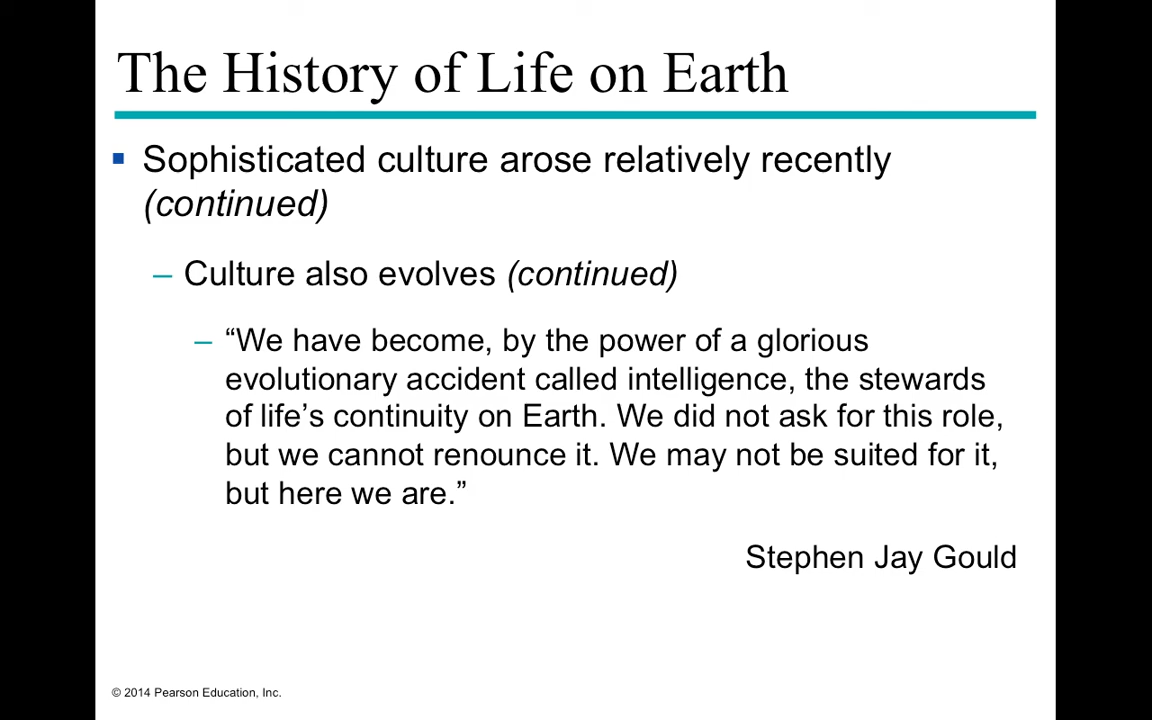 The History of Life on Earth
Sophisticated culture arose relatively recently
(continued)
– Culture also evolves (continued)
– “We have become, by the power of a glorious
evolutionary accident called intelligence, the stewards
of life’s continuity on Earth. We did not ask for this role,
but we cannot renounce it. We may not be suited for it,
but here we are.”
Stephen Jay Gould
© 2014 Pearson Education, Inc.